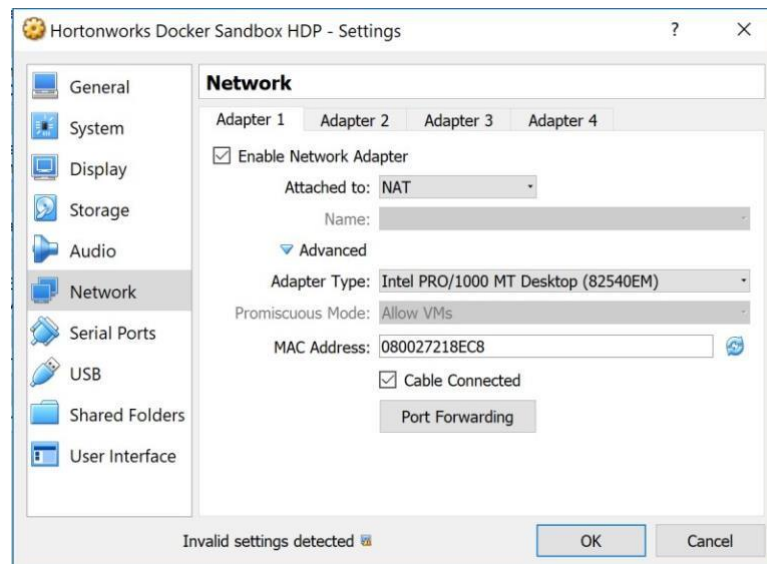 Hortonworks Docker Sandbox HDP - Settings ? ×
General
System
Display
Storage
Audio
Network
Serial Ports
USB
Shared Folders
User Interface
Network
Adapter 1 Adapter 2 Adapter 3 Adapter 4
Enable Network Adapter
Attached to: NAT
Name:
Advanced
Adapter Type: Intel PRO/1000 MT Desktop (82540EM)
Promiscuous Mode: Allow VMs
MAC Address: 080027218EC8
Cable Connected
Port Forwarding
Invalid settings detected OK Cancel